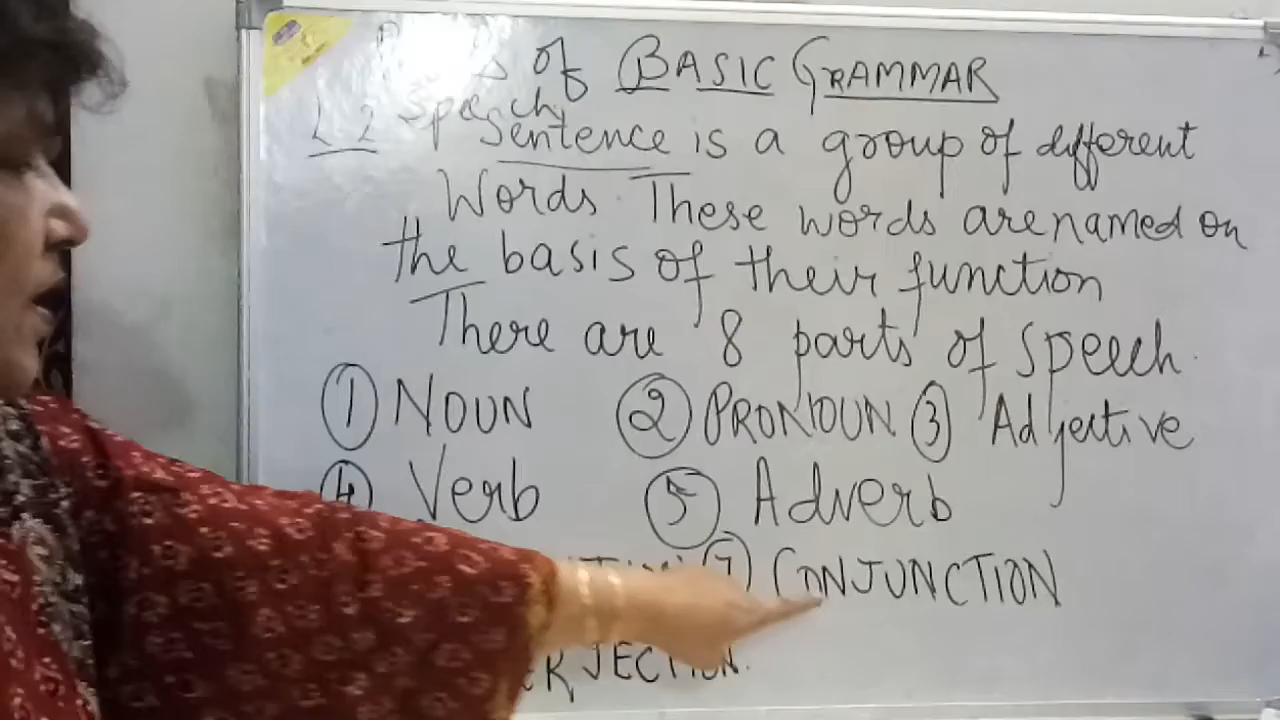 of BASIC GRAMMAR
L2 Speech
Sentence is a group of different
Words. These words are named on
the basis of their function
There are 8 parts of speech.
① NOUN ② PRONOUN ③ Adjective
④ Verb ⑤ Adverb
⑦ CONJUNCTION